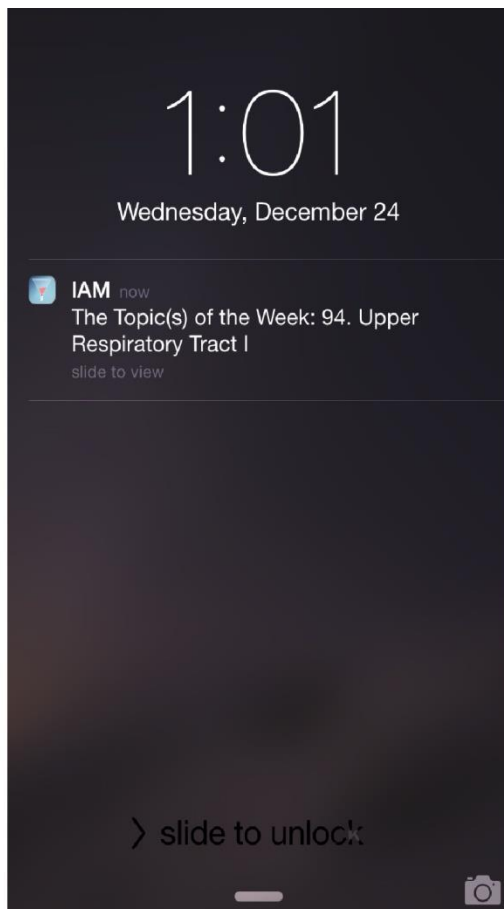 1:01
Wednesday, December 24
IAM now
The Topic(s) of the Week: 94. Upper
Respiratory Tract I
slide to view
> slide to unlock